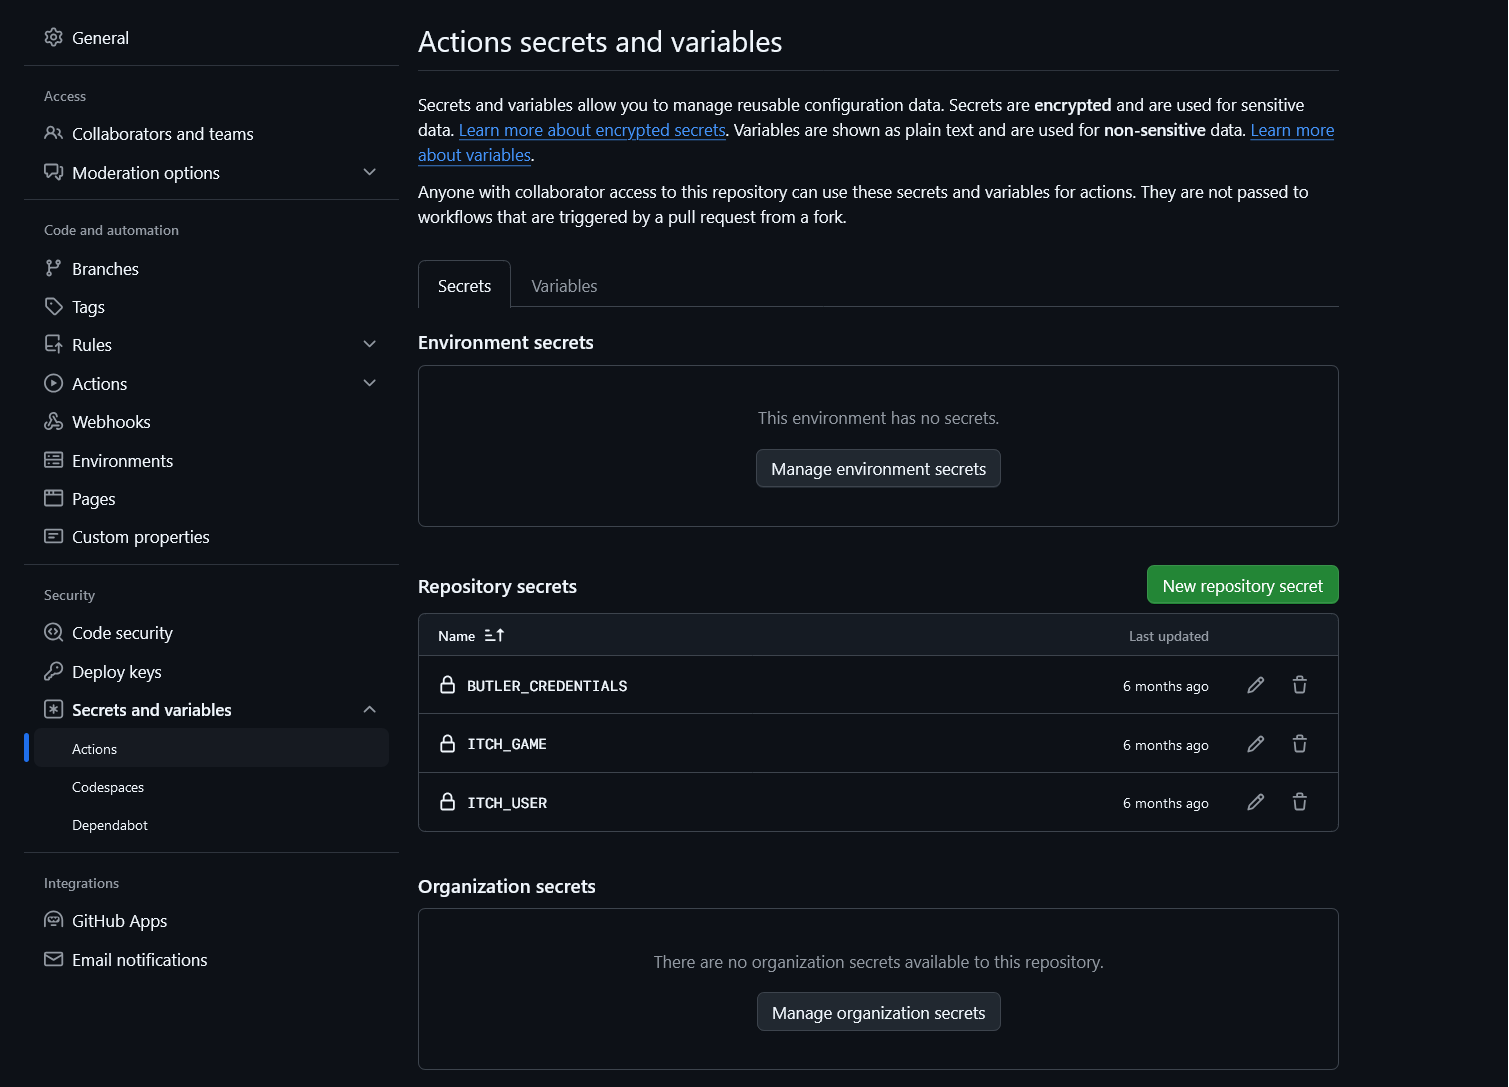 General
Access
Collaborators and teams
Moderation options
Code and automation
Branches
Tags
Rules
Actions
Webhooks
Environments
Pages
Custom properties
Security
Code security
Deploy keys
Secrets and variables
Actions
Codespaces
Dependabot
Integrations
GitHub Apps
Email notifications
Actions secrets and variables
Secrets and variables allow you to manage reusable configuration data. Secrets are encrypted and are used for sensitive
data. Learn more about encrypted secrets. Variables are shown as plain text and are used for non-sensitive data. Learn more
about variables.
Anyone with collaborator access to this repository can use these secrets and variables for actions. They are not passed to
workflows that are triggered by a pull request from a fork.
Secrets Variables
Environment secrets
This environment has no secrets.
Manage environment secrets
Repository secrets New repository secret
Name Last updated
BUTLER_CREDENTIALS 6 months ago
ITCH_GAME 6 months ago
ITCH_USER 6 months ago
Organization secrets
There are no organization secrets available to this repository.
Manage organization secrets